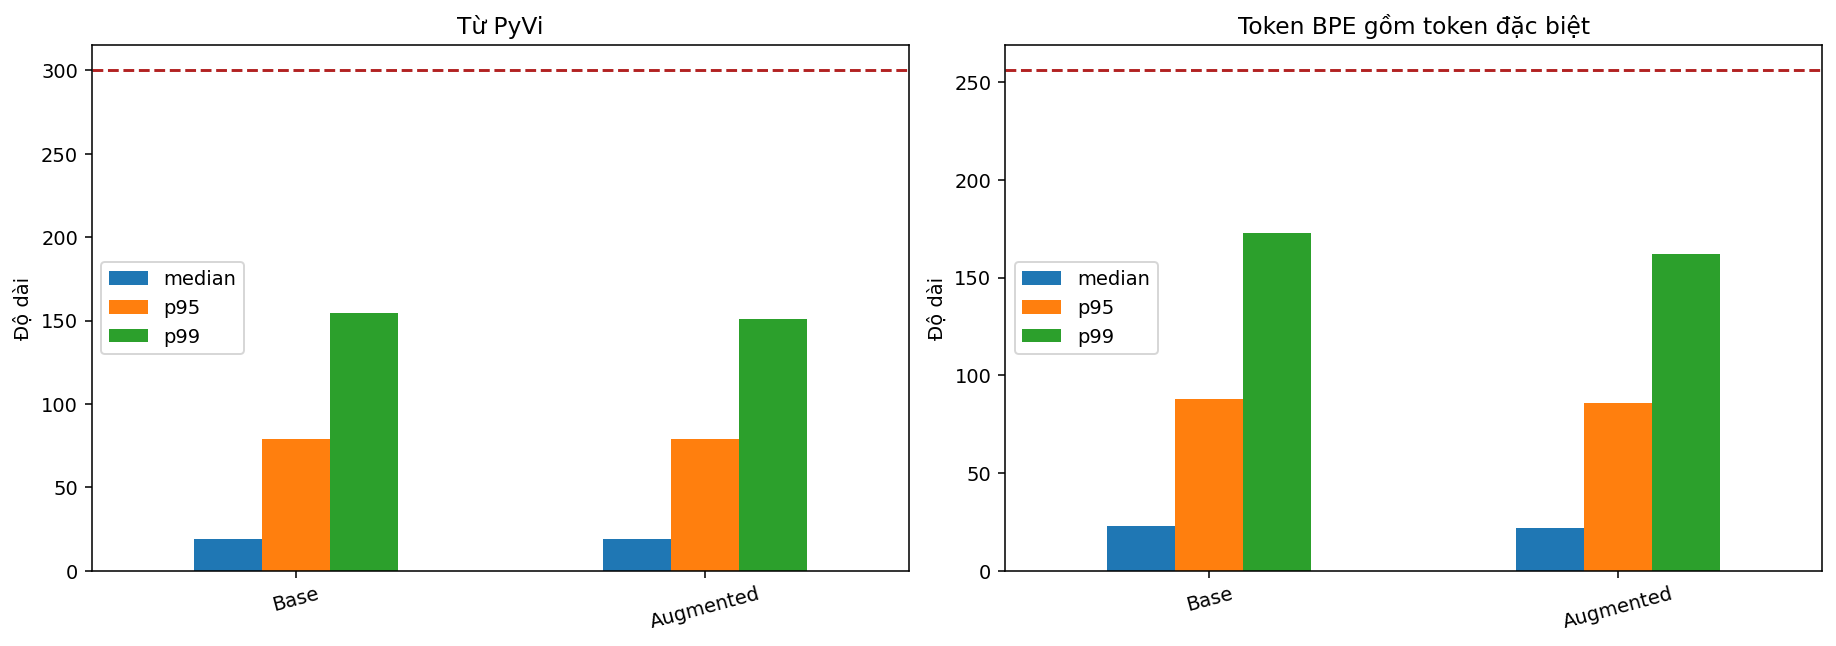 Từ PyVi
300
250
200
150
100
50
0
Độ dài
median
p95
p99
Base
Augmented
Token BPE gồm token đặc biệt
250
200
150
100
50
0
Độ dài
median
p95
p99
Base
Augmented